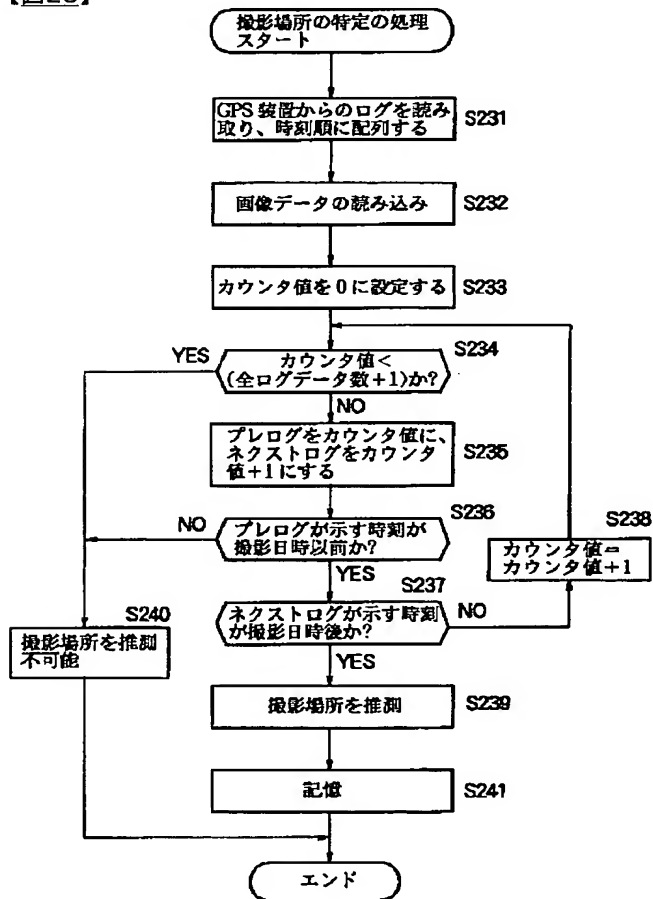 撮影場所の特定の処理
スタート
GPS装置からのログを読み
取り、時刻順に配列する
S231
画像データの読み込み
S232
カウンタ値を0に設定する
S233
YES
カウンタ値<
(全ログデータ数+1)か?
S234
NO
プレログをカウンタ値に、
ネクストログをカウンタ
値+1にする
S235
NO
プレログが示す時刻が
撮影日時以前か?
S236
S238
カウンタ値=
カウンタ値+1
YES
S237
ネクストログが示す時刻
が撮影日時後か?
NO
S240
撮影場所を推測
不可能
YES
撮影場所を推測
S239
記憶
S241
エンド